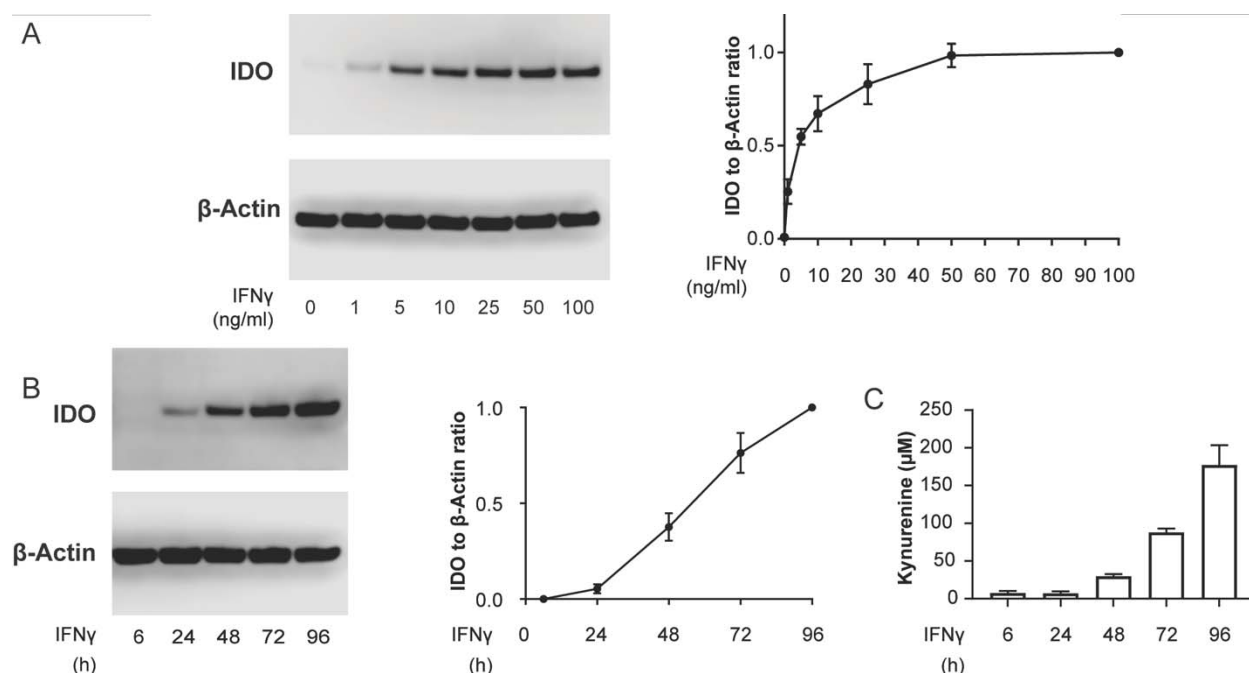 A
IDO
β-Actin
IFNγ
(ng/ml)
0 1 5 10 25 50 100
IDO to β-Actin ratio
0.5
0.0
IFNγ
(ng/ml)
0 10 20 30 40 50 60 70 80 90 100
B
IDO
β-Actin
IFNγ
(h)
6 24 48 72 96
IDO to β-Actin ratio
1.0
0.5
0.0
IFNγ
(h)
0 24 48 72 96
C
Kynurenine (µM)
250
200
150
100
50
0
IFNγ
(h)
6 24 48 72 96